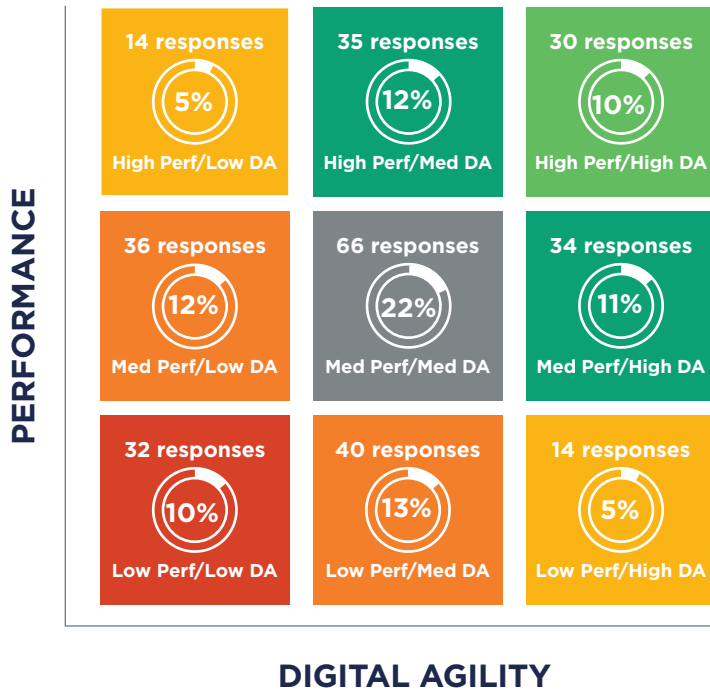 PERFORMANCE
14 responses
5%
High Perf/Low DA
35 responses
12%
High Perf/Med DA
30 responses
10%
High Perf/High DA
36 responses
12%
Med Perf/Low DA
66 responses
22%
Med Perf/Med DA
34 responses
11%
Med Perf/High DA
32 responses
10%
Low Perf/Low DA
40 responses
13%
Low Perf/Med DA
14 responses
5%
Low Perf/High DA
DIGITAL AGILITY